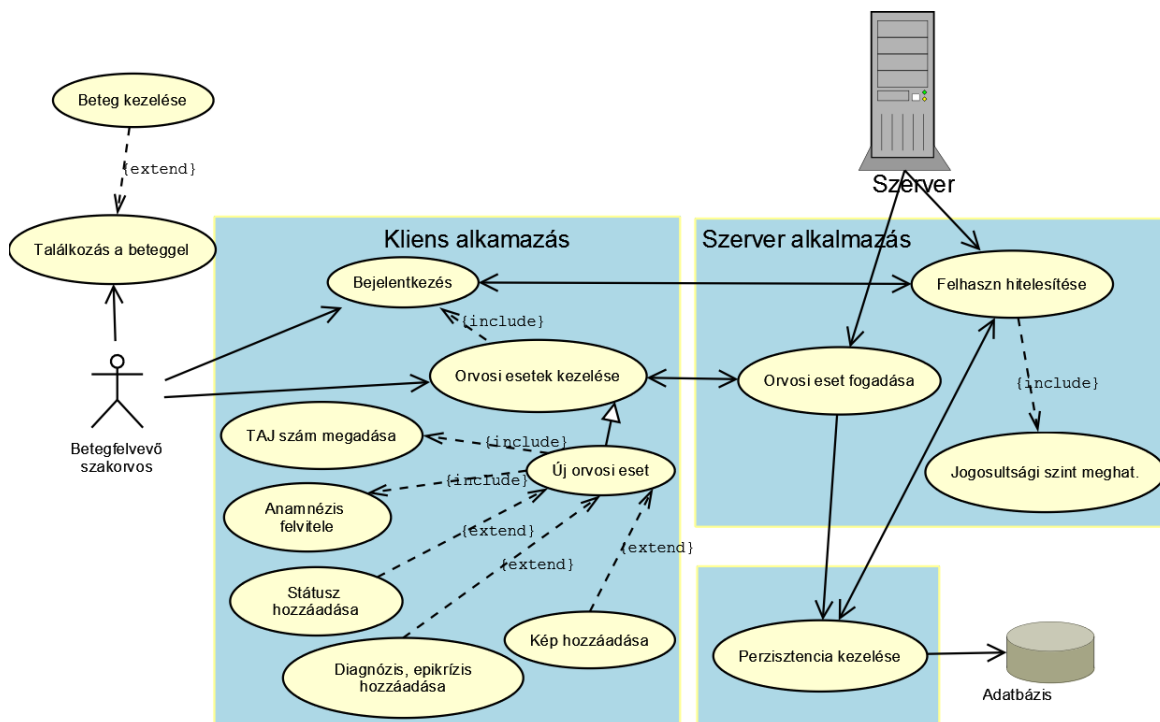 Beteg kezelése
{extend}
Szerver
Találkozás a beteggel
Kliens alkamazás
Szerver alkalmazás
Bejelentkezés
Felhaszn hitelesítése
{include}
Orvosi esetek kezelése
Orvosi eset fogadása
{include}
Betegfelvevő
szakorvos
TAJ szám megadása
{include}
Új orvosi eset
Jogosultsági szint meghat.
{include}
Anamnézis
felvitele
{extend}
{extend}
{extend}
Státusz
hozzáadása
Kép hozzáadása
Diagnózis, epikrízis
hozzáadása
Perzisztencia kezelése
Adatbázis